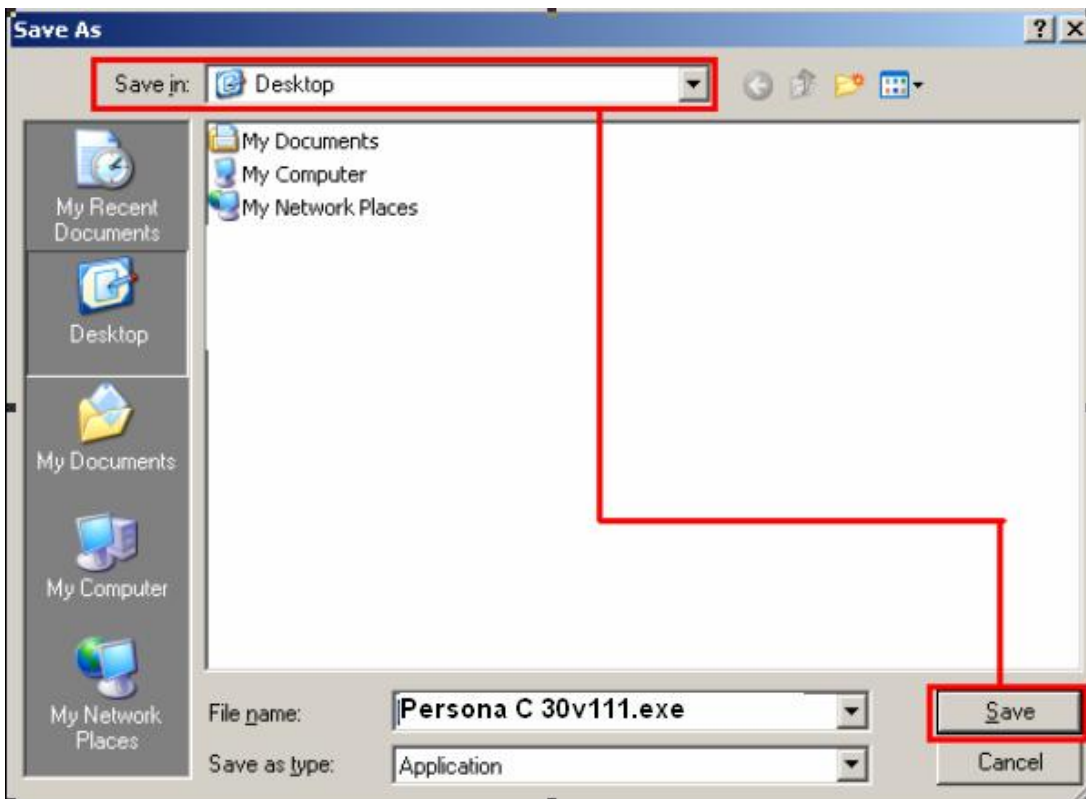 Save As
?
Save in: Desktop
My Documents
My Computer
My Network Places
My Recent
Documents
Desktop
My Documents
My Computer
My Network
Places
File name: Persona C 30v111.exe
Save
Save as type: Application
Cancel